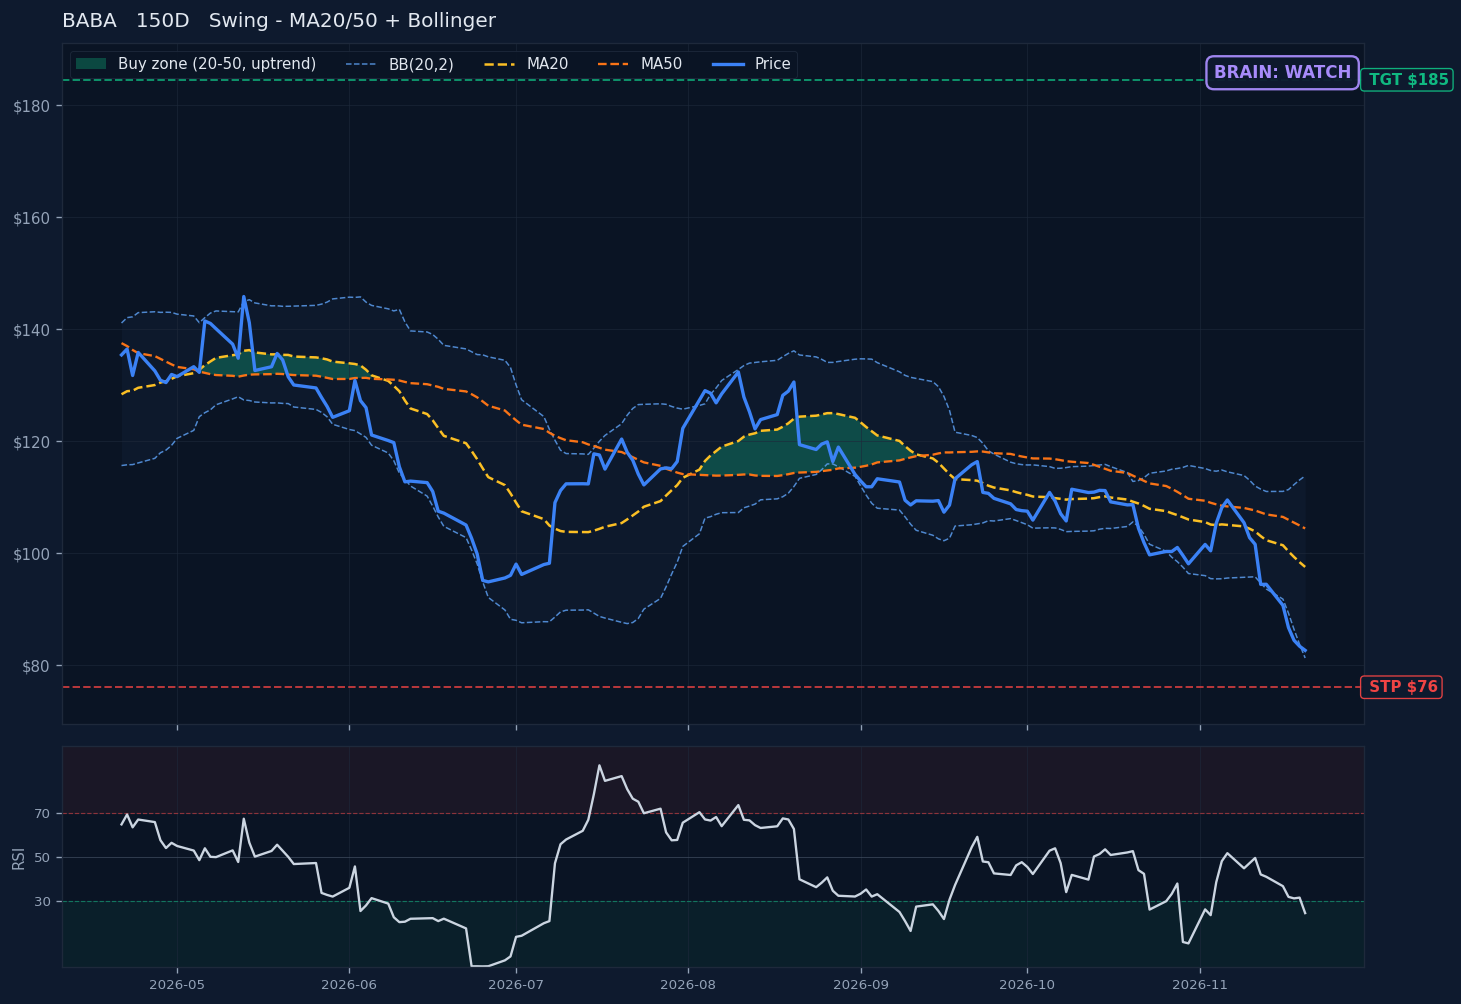 BABA 150D Swing - MA20/50 + Bollinger
Buy zone (20-50, uptrend) BB(20,2) MA20 MA50 Price
BRAIN: WATCH
TGT $185
$180
$160
$140
$120
$100
$80
STP $76
RSI
70
50
30
2026-05 2026-06 2026-07 2026-08 2026-09 2026-10 2026-11